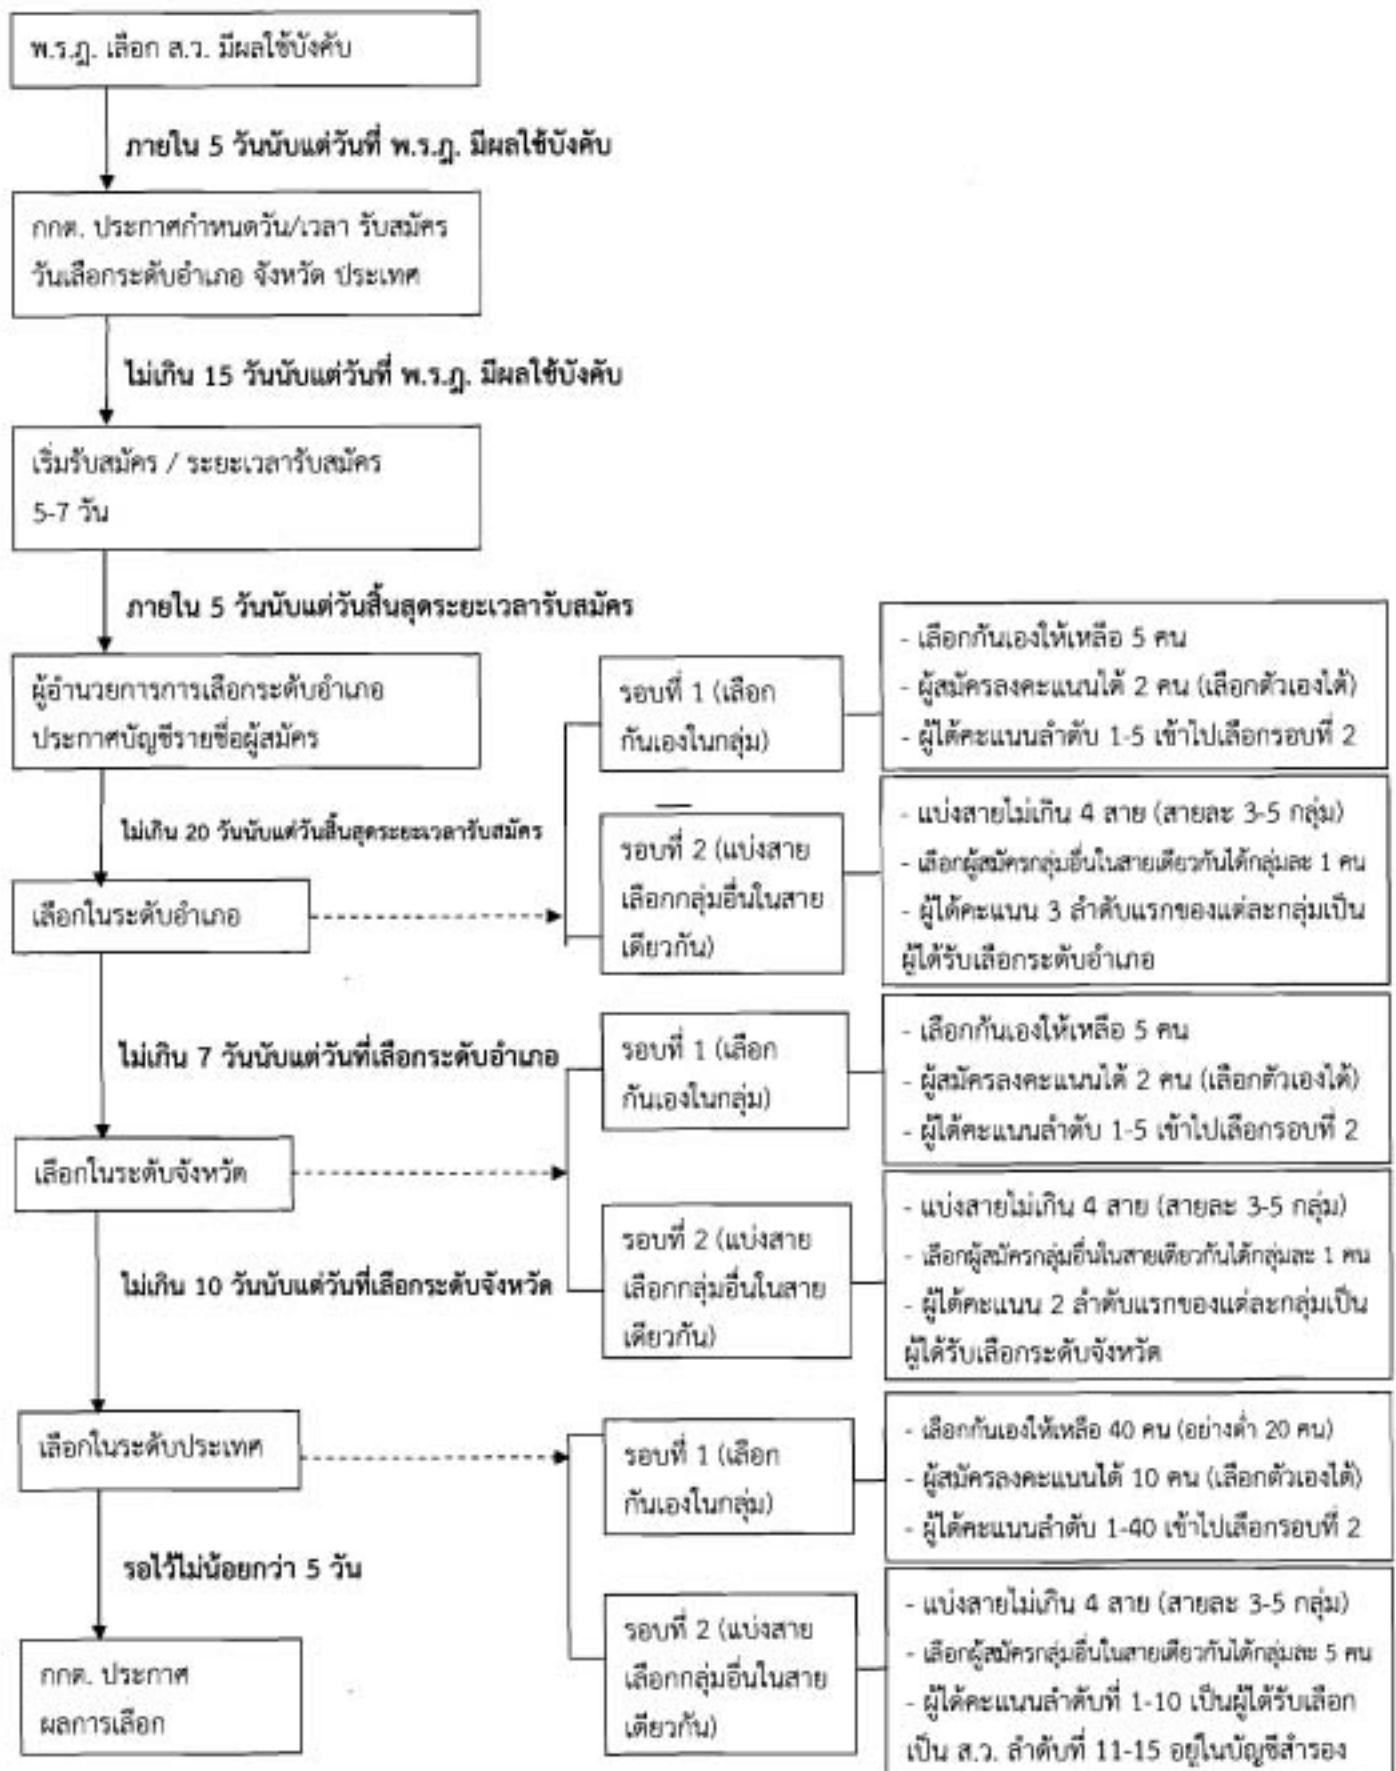 พ.ร.ฎ. เลือก ส.ว. มีผลใช้บังคับ
ภายใน 5 วันนับแต่วันที่ พ.ร.ฎ. มีผลใช้บังคับ
กกต. ประกาศกำหนดวัน/เวลา รับสมัคร
วันเลือกระดับอำเภอ จังหวัด ประเทศ
ไม่เกิน 15 วันนับแต่วันที่ พ.ร.ฎ. มีผลใช้บังคับ
เริ่มรับสมัคร / ระยะเวลารับสมัคร
5-7 วัน
ภายใน 5 วันนับแต่วันสิ้นสุดระยะเวลารับสมัคร
ผู้อำนวยการการเลือกระดับอำเภอ
ประกาศบัญชีรายชื่อผู้สมัคร
ไม่เกิน 20 วันนับแต่วันสิ้นสุดระยะเวลารับสมัคร
เลือกในระดับอำเภอ
รอบที่ 1 (เลือก
กันเองในกลุ่ม)
- เลือกกันเองให้เหลือ 5 คน
- ผู้สมัครลงคะแนนได้ 2 คน (เลือกตัวเองได้)
- ผู้ได้คะแนนลำดับ 1-5 เข้าไปเลือกรอบที่ 2
รอบที่ 2 (แบ่งสาย
เลือกกลุ่มอื่นในสาย
เดียวกัน)
- แบ่งสายไม่เกิน 4 สาย (สายละ 3-5 กลุ่ม)
- เลือกผู้สมัครกลุ่มอื่นในสายเดียวกันได้กลุ่มละ 1 คน
- ผู้ได้คะแนน 3 ลำดับแรกของแต่ละกลุ่มเป็น
ผู้ได้รับเลือกระดับอำเภอ
ไม่เกิน 7 วันนับแต่วันที่เลือกระดับอำเภอ
เลือกในระดับจังหวัด
รอบที่ 1 (เลือก
กันเองในกลุ่ม)
- เลือกกันเองให้เหลือ 5 คน
- ผู้สมัครลงคะแนนได้ 2 คน (เลือกตัวเองได้)
- ผู้ได้คะแนนลำดับ 1-5 เข้าไปเลือกรอบที่ 2
รอบที่ 2 (แบ่งสาย
เลือกกลุ่มอื่นในสาย
เดียวกัน)
- แบ่งสายไม่เกิน 4 สาย (สายละ 3-5 กลุ่ม)
- เลือกผู้สมัครกลุ่มอื่นในสายเดียวกันได้กลุ่มละ 1 คน
- ผู้ได้คะแนน 2 ลำดับแรกของแต่ละกลุ่มเป็น
ผู้ได้รับเลือกระดับจังหวัด
ไม่เกิน 10 วันนับแต่วันที่เลือกระดับจังหวัด
เลือกในระดับประเทศ
รอบที่ 1 (เลือก
กันเองในกลุ่ม)
- เลือกกันเองให้เหลือ 40 คน (อย่างต่ำ 20 คน)
- ผู้สมัครลงคะแนนได้ 10 คน (เลือกตัวเองได้)
- ผู้ได้คะแนนลำดับ 1-40 เข้าไปเลือกรอบที่ 2
รอบที่ 2 (แบ่งสาย
เลือกกลุ่มอื่นในสาย
เดียวกัน)
- แบ่งสายไม่เกิน 4 สาย (สายละ 3-5 กลุ่ม)
- เลือกผู้สมัครกลุ่มอื่นในสายเดียวกันได้กลุ่มละ 5 คน
- ผู้ได้คะแนนลำดับที่ 1-10 เป็นผู้ได้รับเลือก
เป็น ส.ว. ลำดับที่ 11-15 อยู่ในบัญชีสำรอง
รอไว้ไม่น้อยกว่า 5 วัน
กกต. ประกาศ
ผลการเลือก